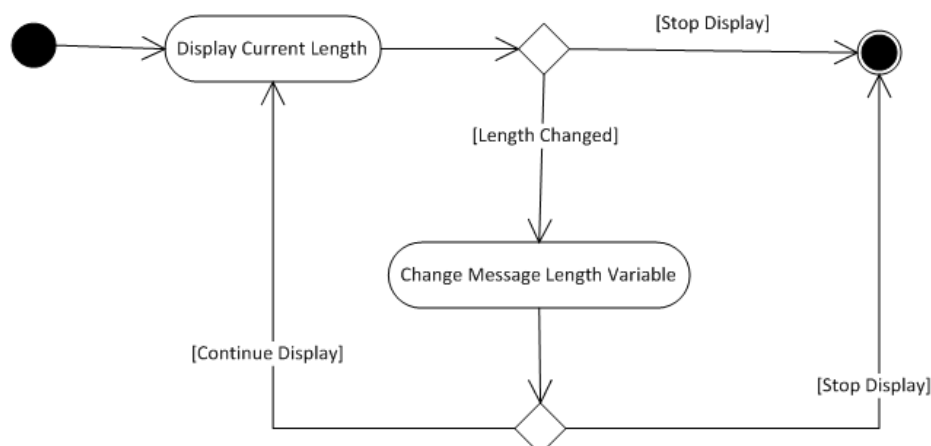 [Stop Display]
Display Current Length
[Length Changed]
Change Message Length Variable
[Continue Display]
[Stop Display]